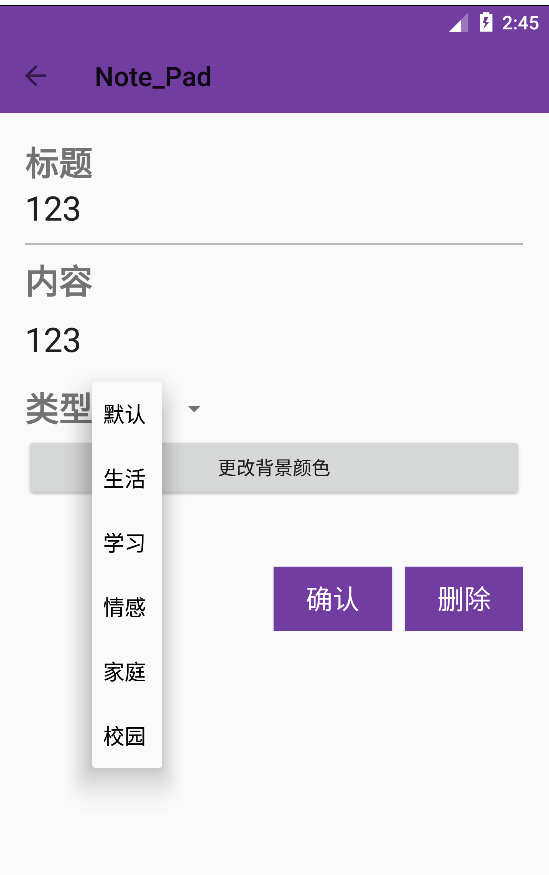 2:45
Note_Pad
标题
123
内容
123
类型
默认
生活
学习
情感
家庭
校园
更改背景颜色
确认
删除